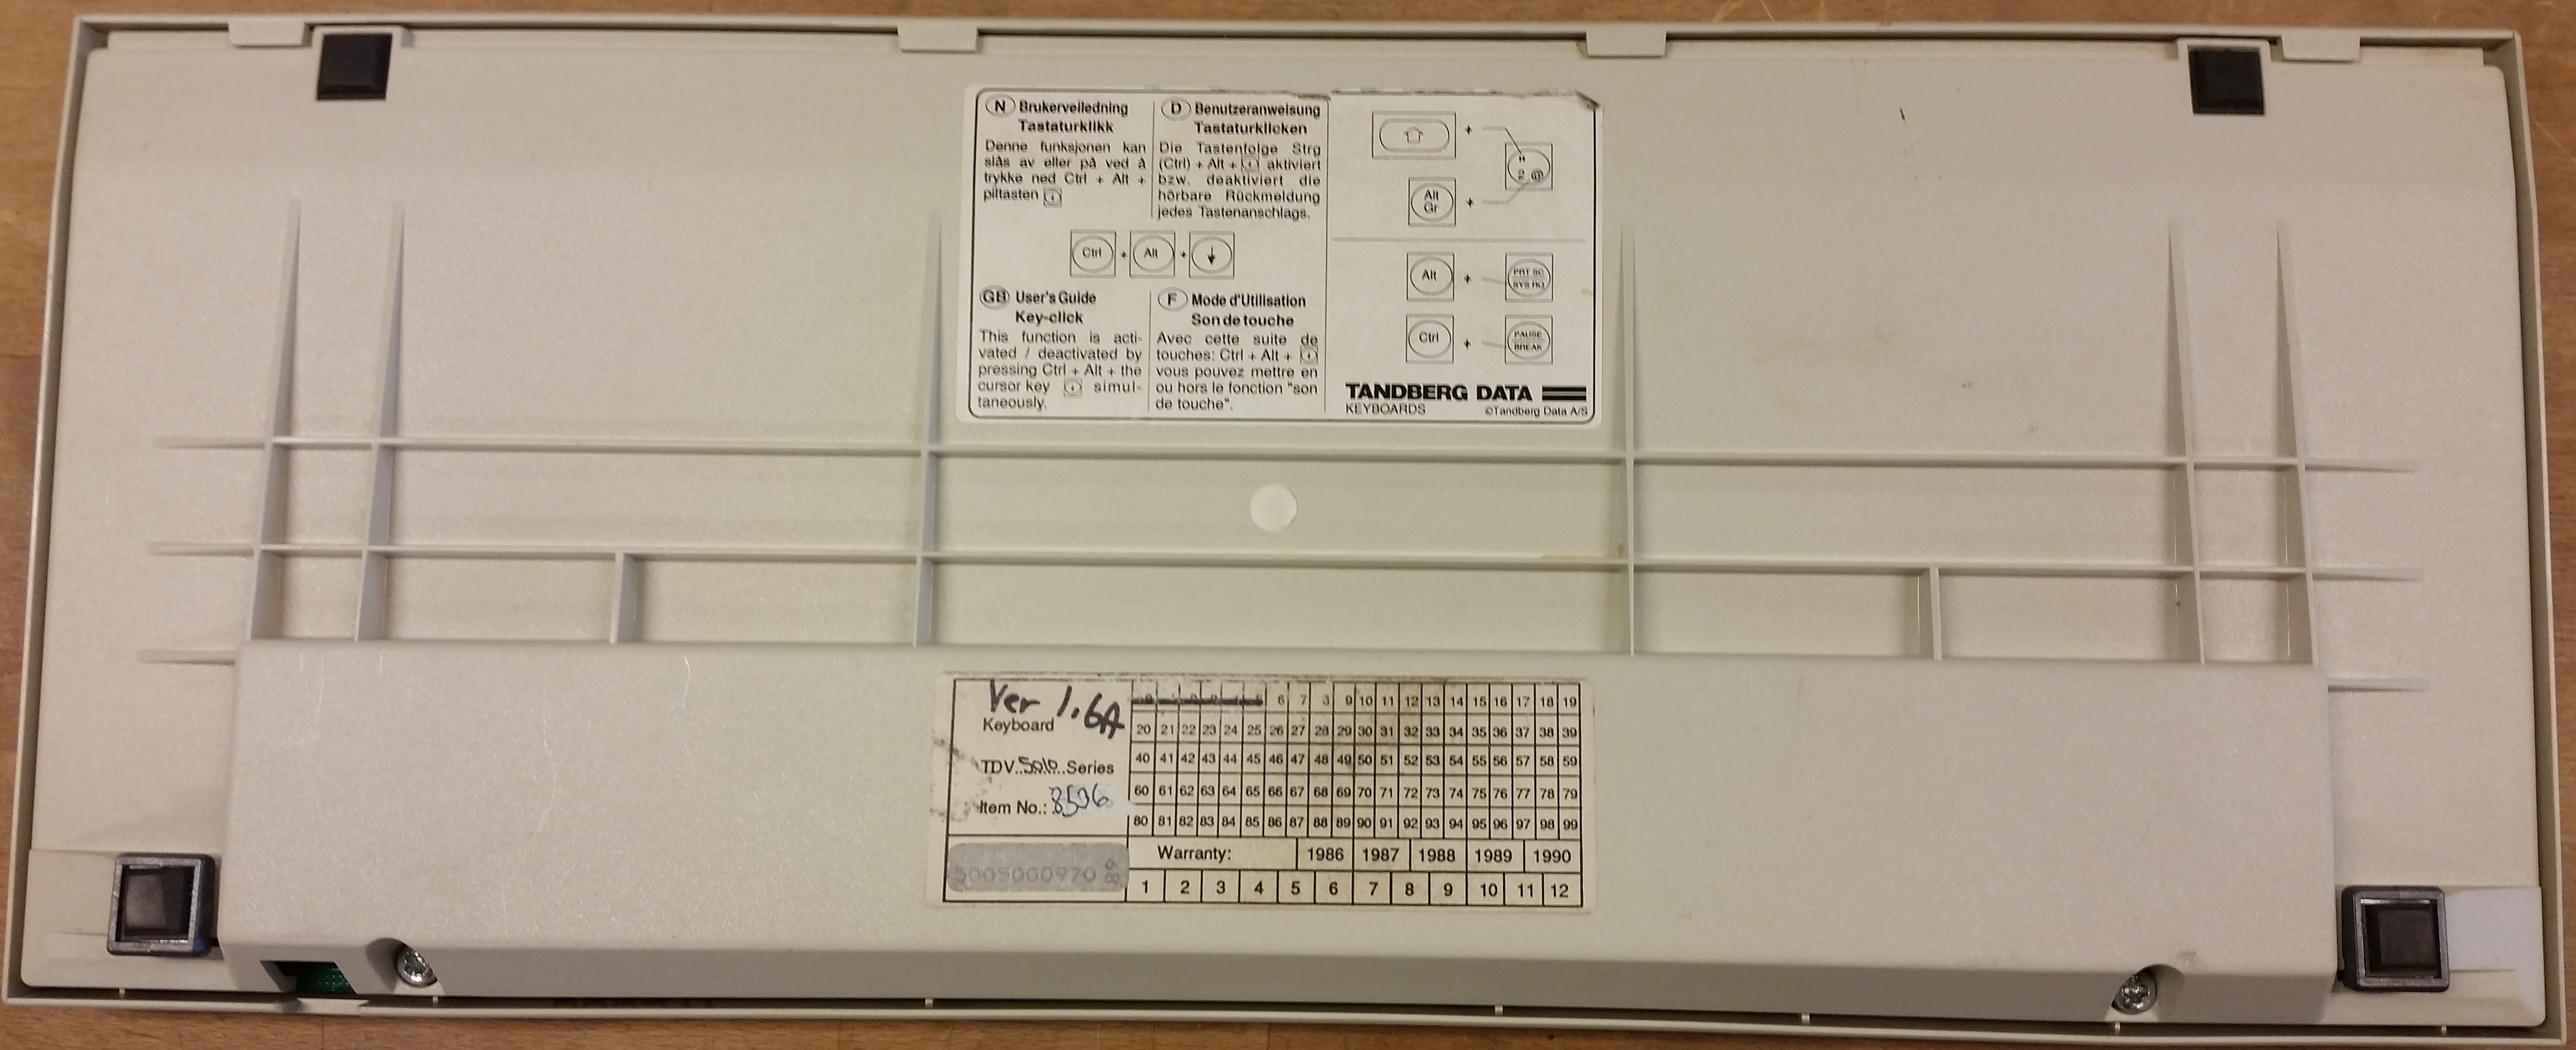 N Brukerveiledning
Tastaturklikk
Denne funksjonen kan
slås av eller på ved å
trykke ned Ctrl + Alt +
piltasten ↓
D Benutzeranweisung
Tastaturklicken
Die Tastenfolge Strg
(Ctrl) + Alt + ↓ aktiviert
bzw. deaktiviert die
hörbare Rückmeldung
jedes Tastenanschlags.
Ctrl + Alt + ↓
GB User's Guide
Key-click
This function is acti-
vated / deactivated by
pressing Ctrl + Alt + the
cursor key ↓ simul-
taneously.
F Mode d'Utilisation
Son de touche
Avec cette suite de
touches: Ctrl + Alt + ↓
vous pouvez mettre en
ou hors le fonction "son
de touche".
⇧ +
"
2 @
Alt
Gr +
Alt + PRT SC
SYS RQ
Ctrl + PAUSE
BREAK
TANDBERG DATA
KEYBOARDS ©Tandberg Data A/S
Ver 1.6A
Keyboard
TDV..5010...Series
Item No.: 8536
5005000970 89
6 7 8 9 10 11 12 13 14 15 16 17 18 19
20 21 22 23 24 25 26 27 28 29 30 31 32 33 34 35 36 37 38 39
40 41 42 43 44 45 46 47 48 49 50 51 52 53 54 55 56 57 58 59
60 61 62 63 64 65 66 67 68 69 70 71 72 73 74 75 76 77 78 79
80 81 82 83 84 85 86 87 88 89 90 91 92 93 94 95 96 97 98 99
Warranty: 1986 1987 1988 1989 1990
1 2 3 4 5 6 7 8 9 10 11 12